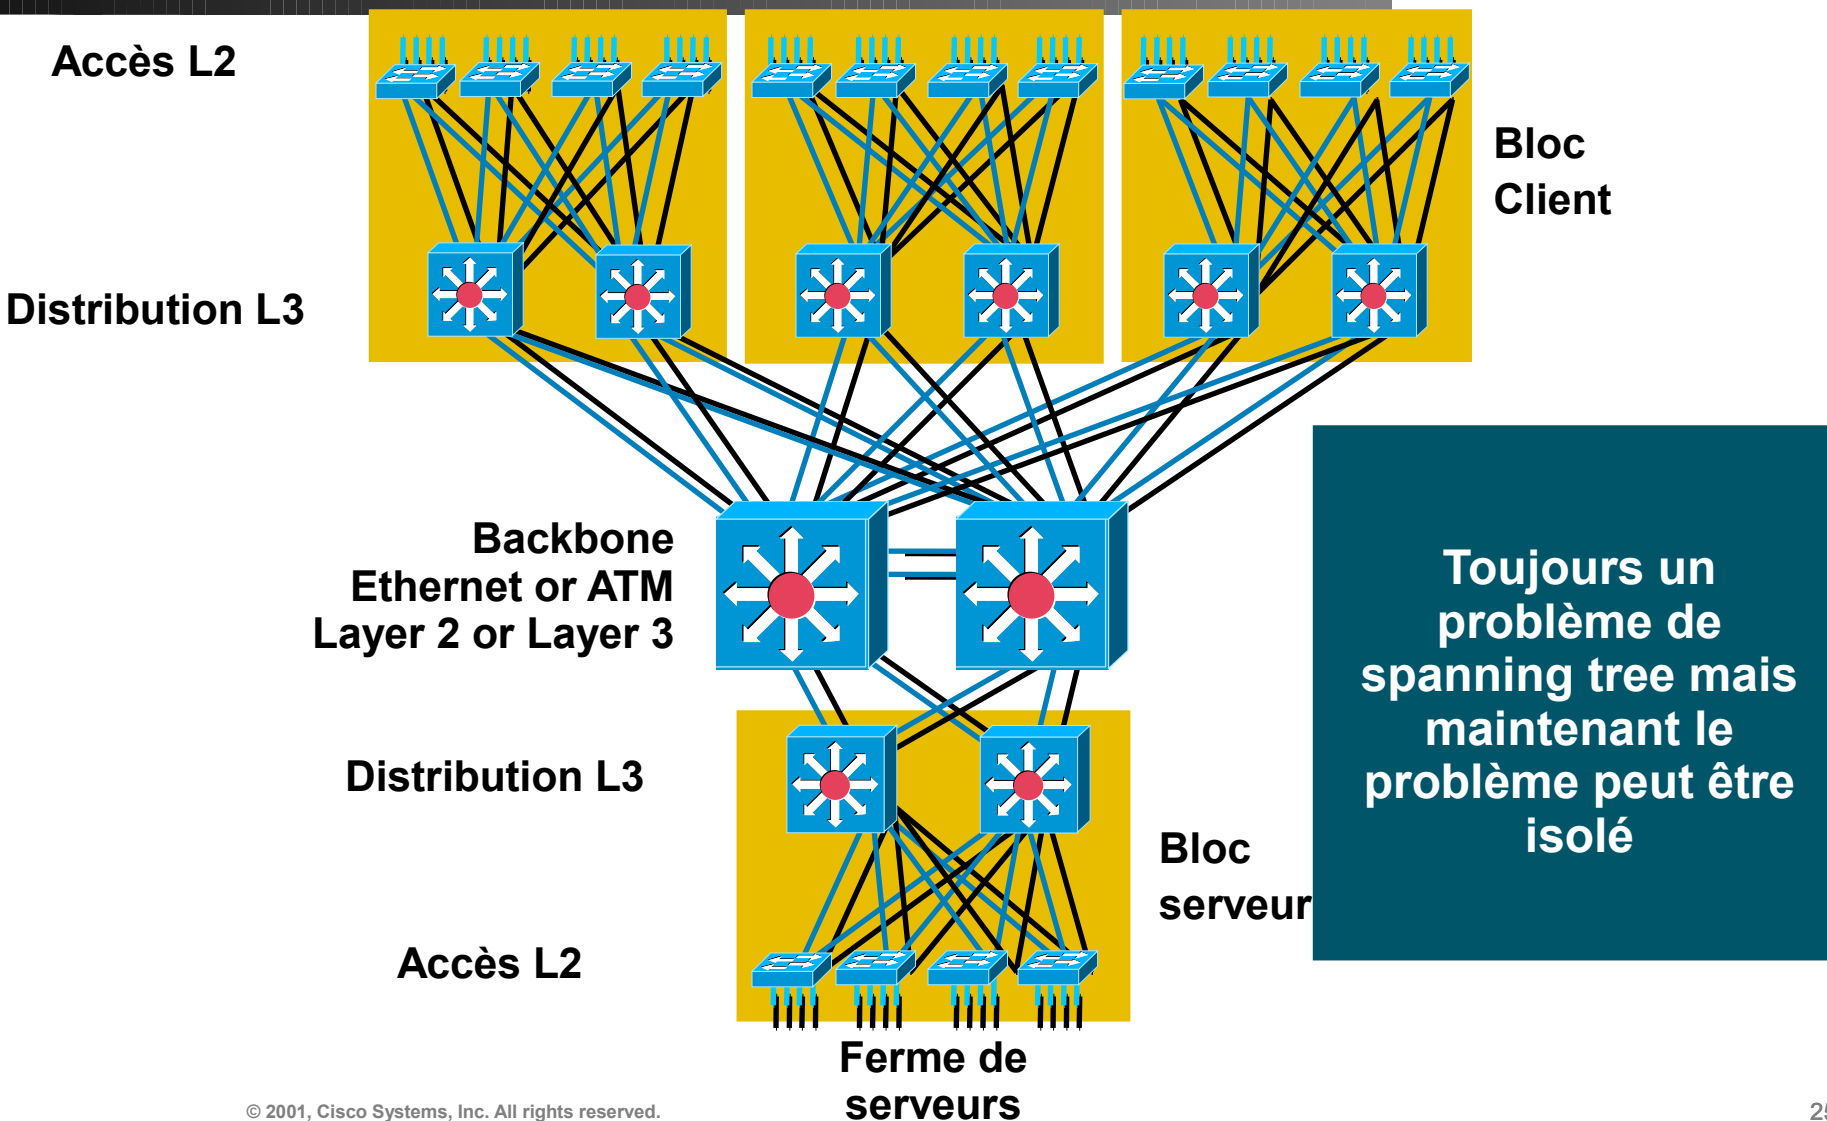 Accès L2
Bloc
Client
Distribution L3
Backbone
Ethernet or ATM
Layer 2 or Layer 3
Toujours un
problème de
spanning tree mais
maintenant le
problème peut être
isolé
Distribution L3
Bloc
serveur
Accès L2
Ferme de
serveurs
© 2001, Cisco Systems, Inc. All rights reserved.
25